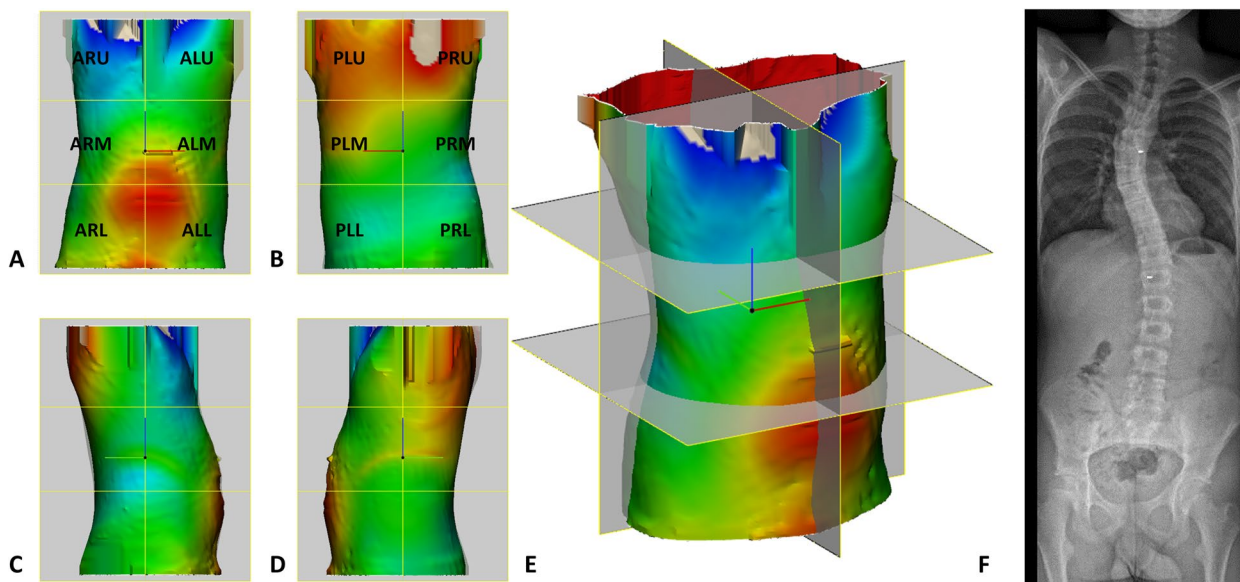 ARU ALU
PLU PRU
ARM ALM
PLM PRM
ARL ALL
PLL PRL
A
B
C
D
E
F